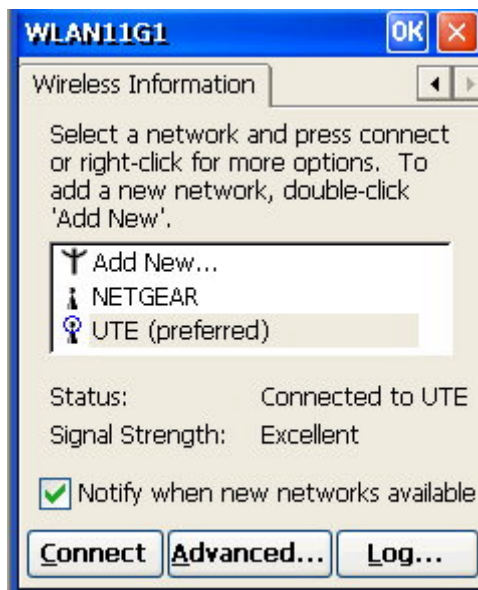 WLAN11G1 OK
Wireless Information
Select a network and press connect
or right-click for more options. To
add a new network, double-click
'Add New'.
Add New...
NETGEAR
UTE (preferred)
Status: Connected to UTE
Signal Strength: Excellent
Notify when new networks available
Connect Advanced... Log...